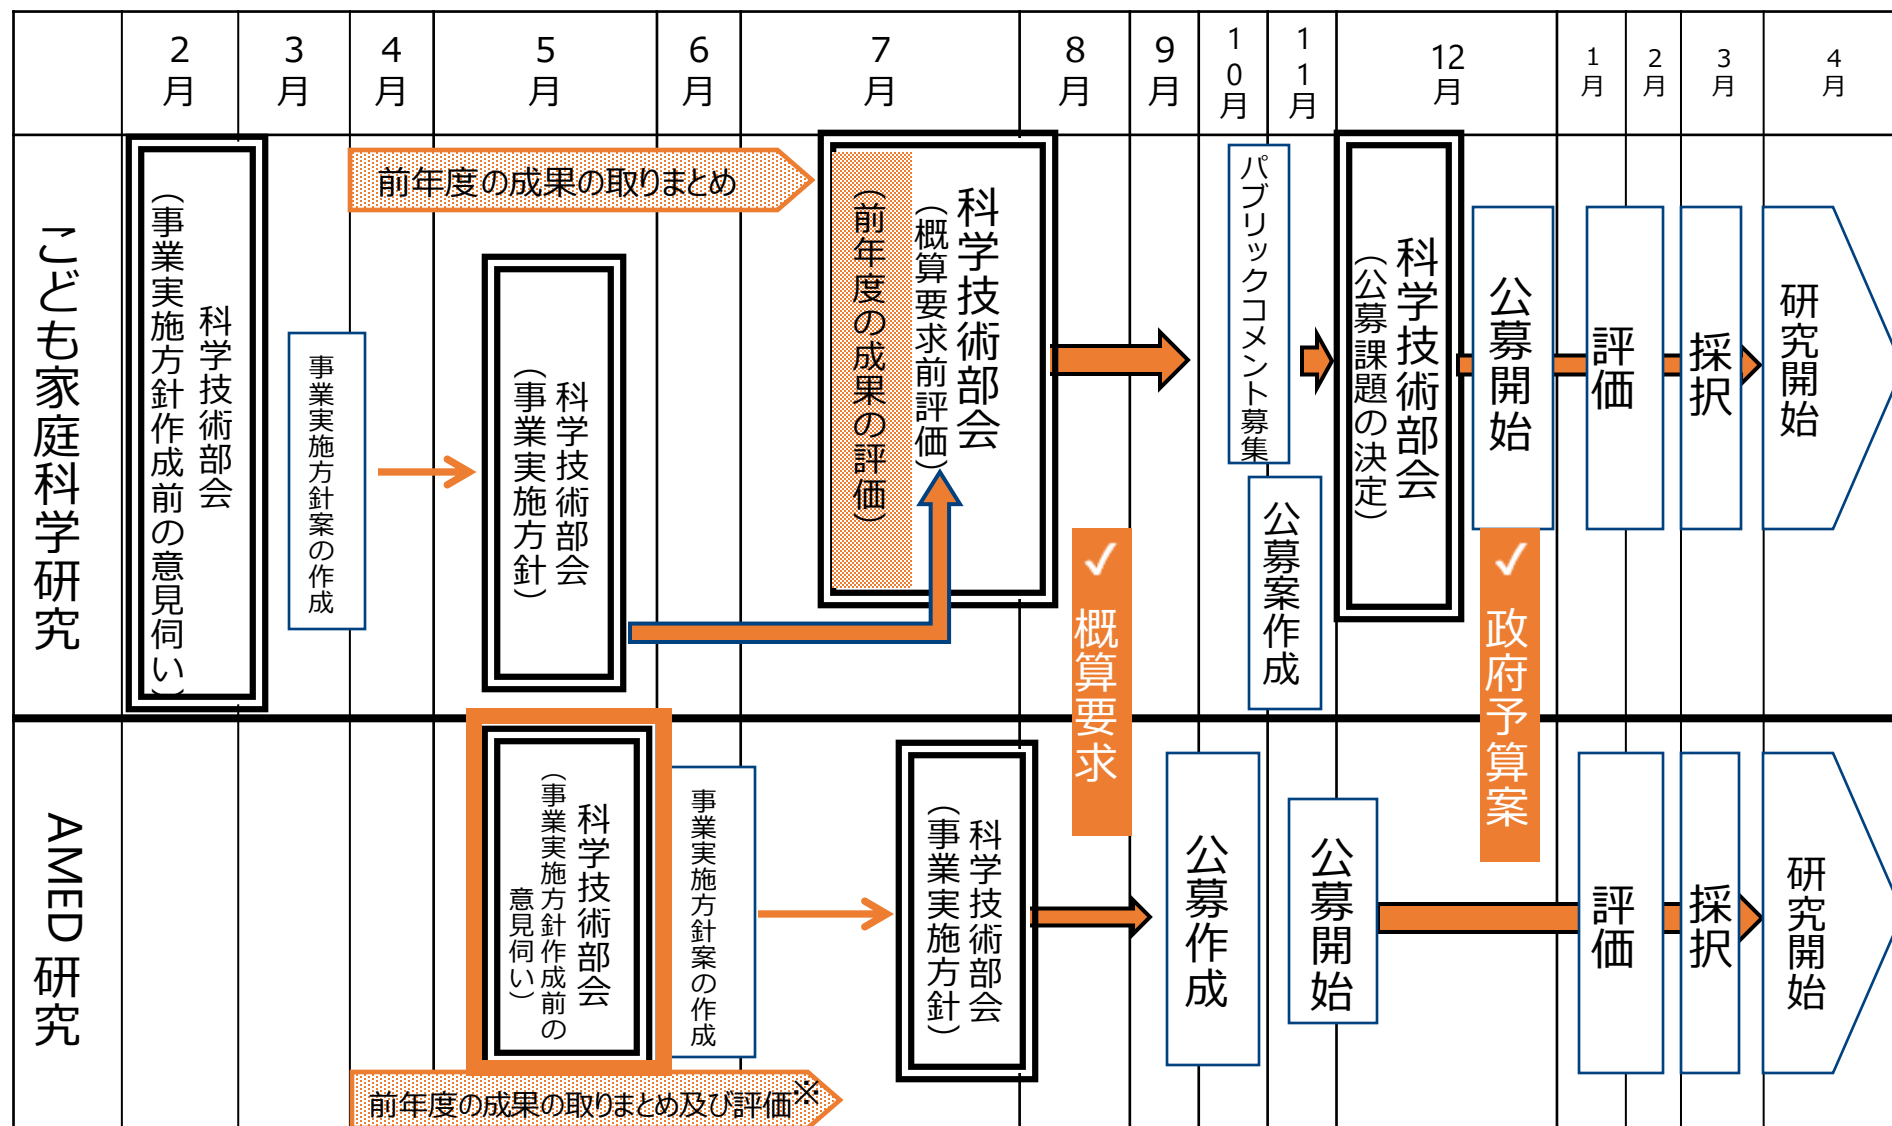 2月
3月
4月
5月
6月
7月
8月
9月
10月
11月
12月
1月
2月
3月
4月
こども家庭科学研究
科学技術部会
（事業実施方針作成前の意見伺い）
事業実施方針案の作成
前年度の成果の取りまとめ
科学技術部会
（事業実施方針）
科学技術部会
（概算要求前評価）
（前年度の成果の評価）
✓概算要求
パブリックコメント募集
公募案作成
科学技術部会
（公募課題の決定）
公募開始
✓政府予算案
評価
採択
研究開始
AMED研究
科学技術部会
（事業実施方針作成前の
意見伺い）
事業実施方針案の作成
前年度の成果の取りまとめ及び評価※
科学技術部会
（事業実施方針）
公募作成
公募開始
評価
採択
研究開始